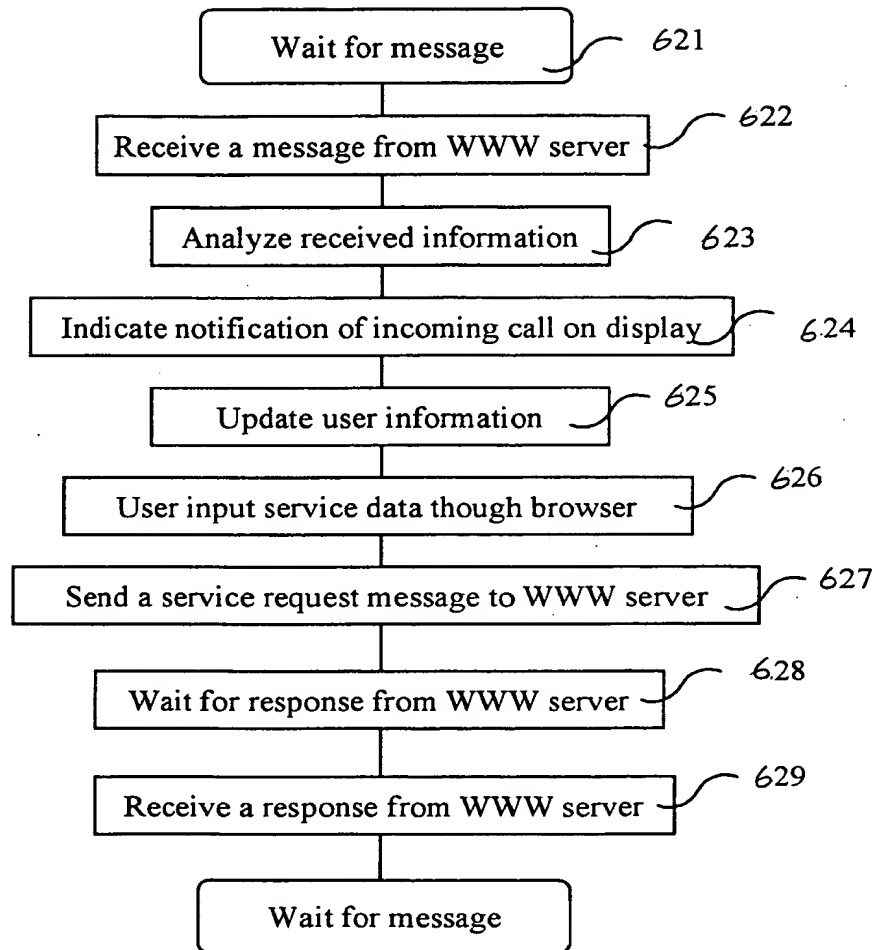 Wait for message 621
622
Receive a message from WWW server
Analyze received information 623
Indicate notification of incoming call on display 624
Update user information 625
User input service data though browser 626
Send a service request message to WWW server 627
Wait for response from WWW server 628
Receive a response from WWW server 629
Wait for message